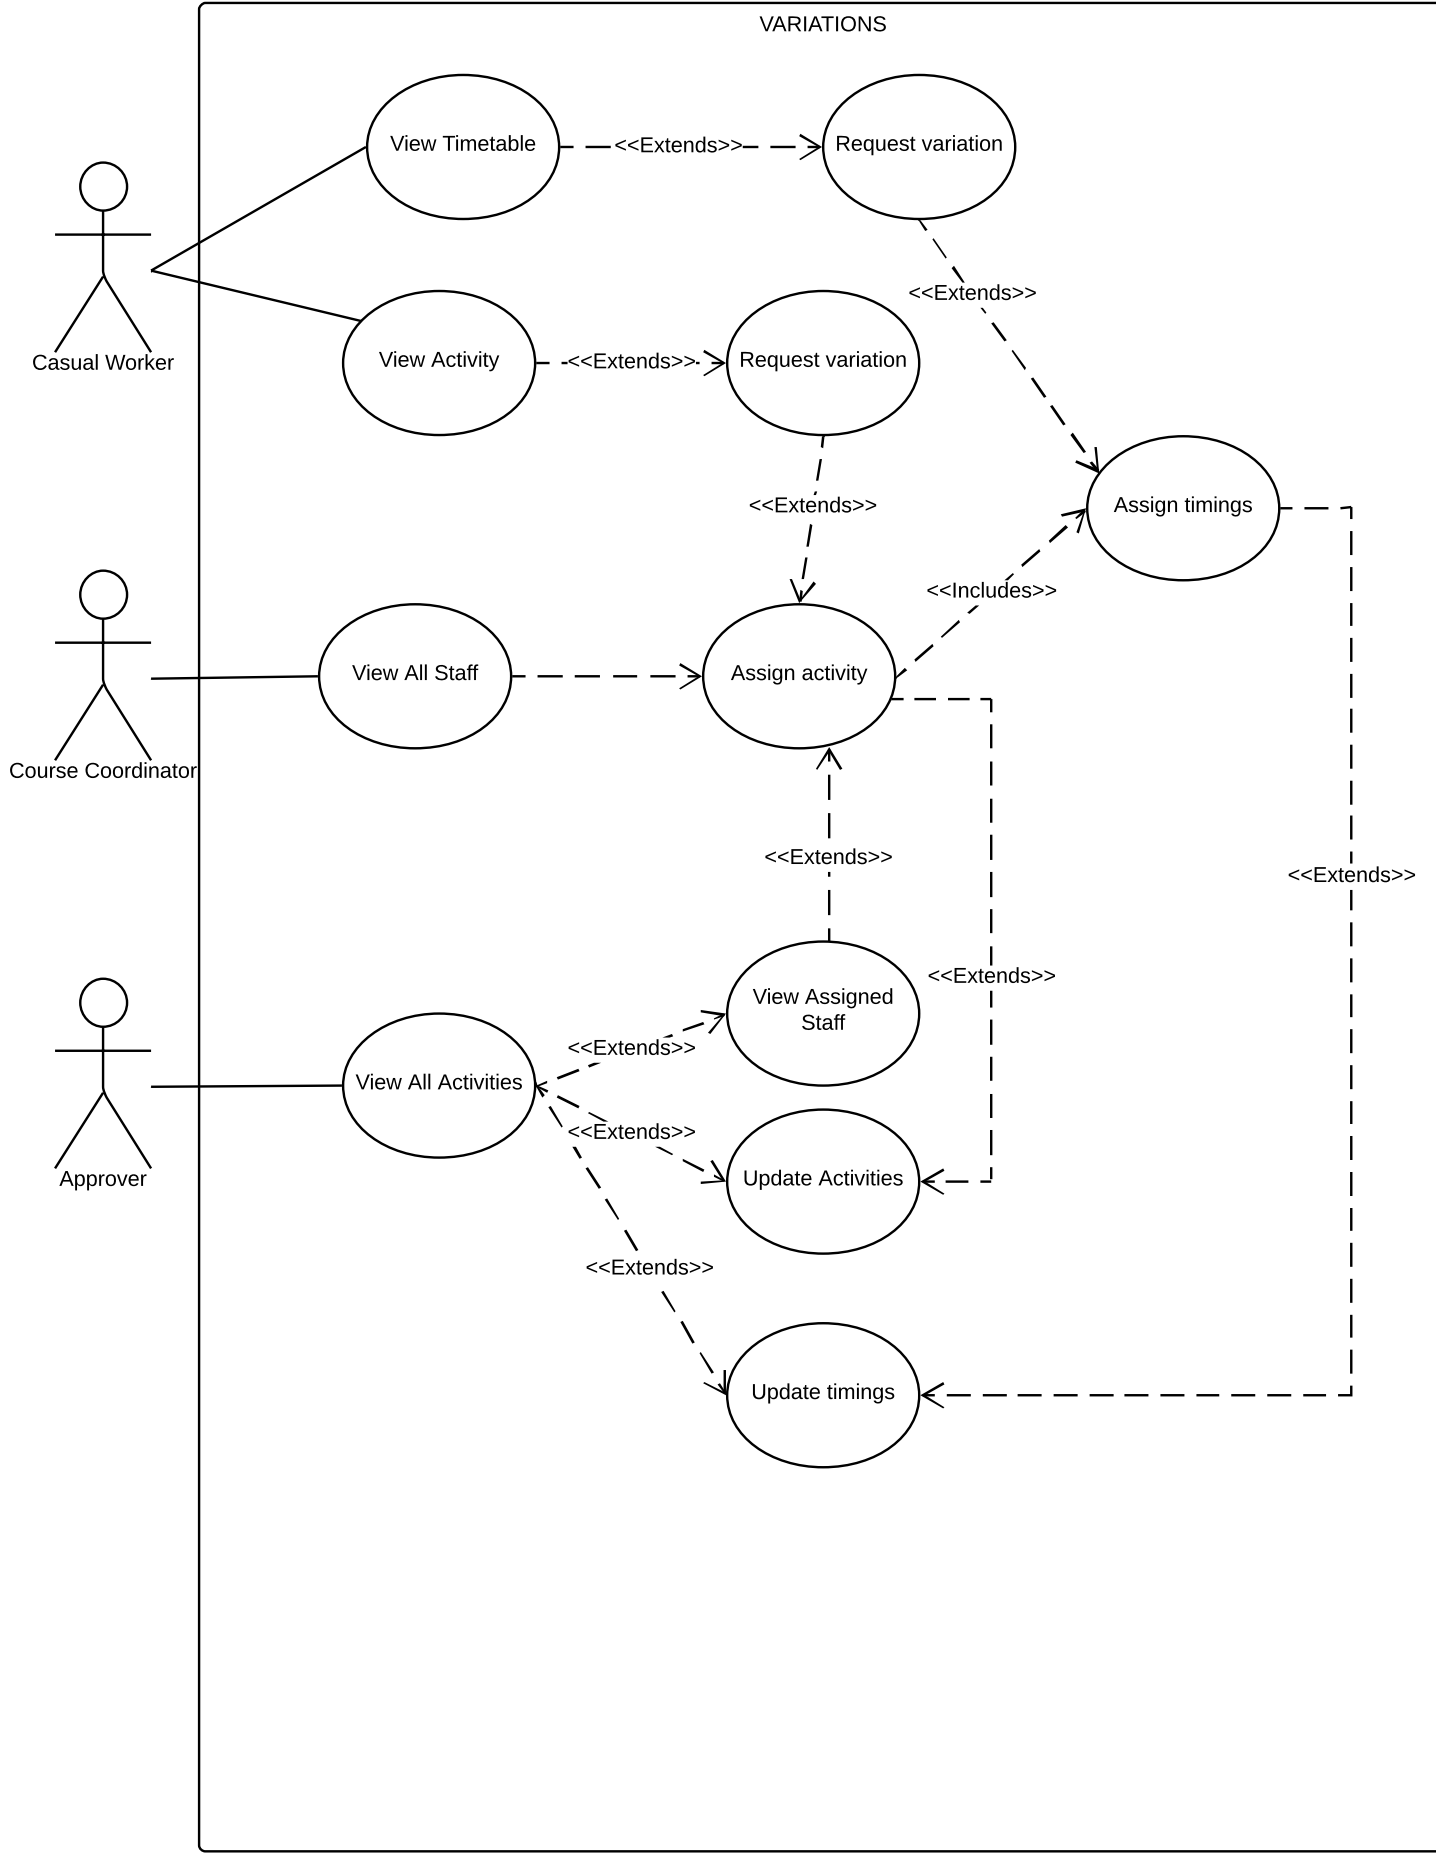 VARIATIONS
View Timetable
<<Extends>>
Request variation
<<Extends>>
Casual Worker
View Activity
<<Extends>>
Request variation
<<Extends>>
Assign timings
<<Includes>>
Course Coordinator
View All Staff
Assign activity
<<Extends>>
<<Extends>>
<<Extends>>
View Assigned
Staff
<<Extends>>
Approver
View All Activities
<<Extends>>
Update Activities
<<Extends>>
Update timings